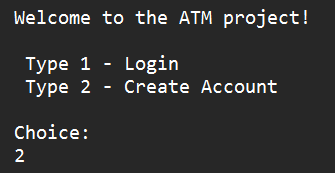 Welcome to the ATM project!
Type 1 - Login
Type 2 - Create Account
Choice:
2